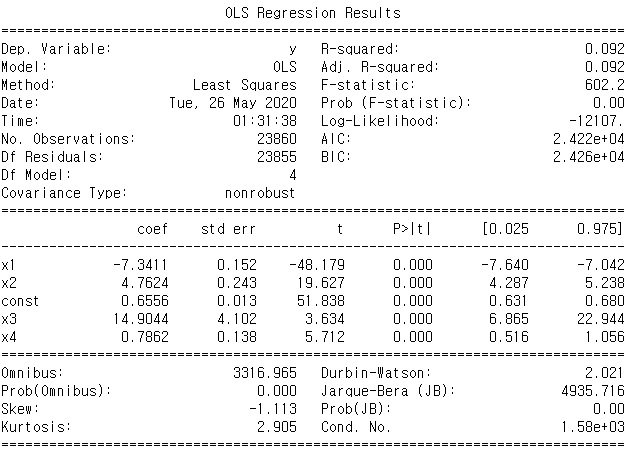 OLS Regression Results
==============================================================================
Dep. Variable:                      y   R-squared:                       0.092
Model:                            OLS   Adj. R-squared:                  0.092
Method:                 Least Squares   F-statistic:                     602.2
Date:                Tue, 26 May 2020   Prob (F-statistic):               0.00
Time:                        01:31:38   Log-Likelihood:                -12107.
No. Observations:               23860   AIC:                         2.422e+04
Df Residuals:                   23855   BIC:                         2.426e+04
Df Model:                           4
Covariance Type:            nonrobust
==============================================================================
                 coef    std err          t      P>|t|      [0.025      0.975]
------------------------------------------------------------------------------
x1            -7.3411      0.152    -48.179      0.000      -7.640      -7.042
x2             4.7624      0.243     19.627      0.000       4.287       5.238
const          0.6556      0.013     51.838      0.000       0.631       0.680
x3            14.9044      4.102      3.634      0.000       6.865      22.944
x4             0.7862      0.138      5.712      0.000       0.516       1.056
==============================================================================
Omnibus:                     3316.965   Durbin-Watson:                   2.021
Prob(Omnibus):                  0.000   Jarque-Bera (JB):             4935.716
Skew:                          -1.113   Prob(JB):                         0.00
Kurtosis:                       2.905   Cond. No.                     1.58e+03
==============================================================================